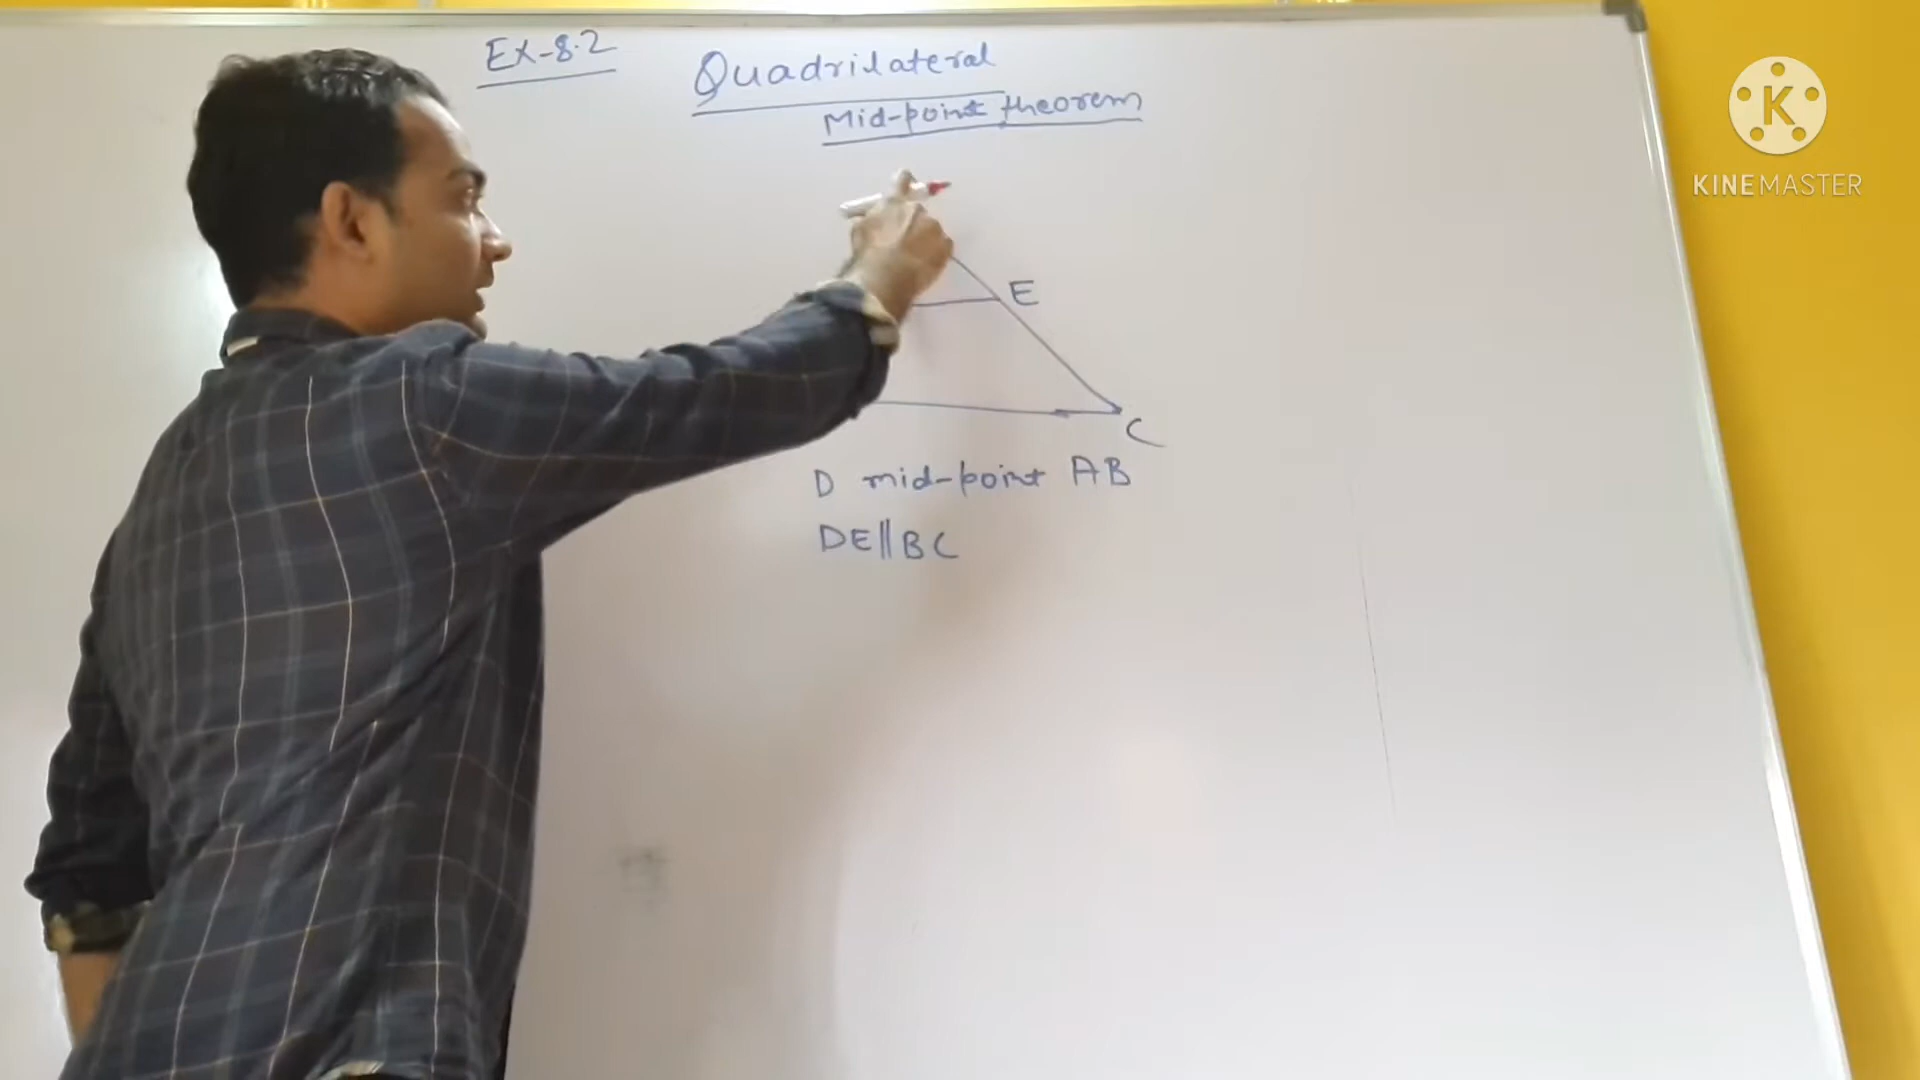 EX-8.2
Quadrilateral
Mid-point theorem
E
C
D mid-point AB
DE||BC
K
KINEMASTER